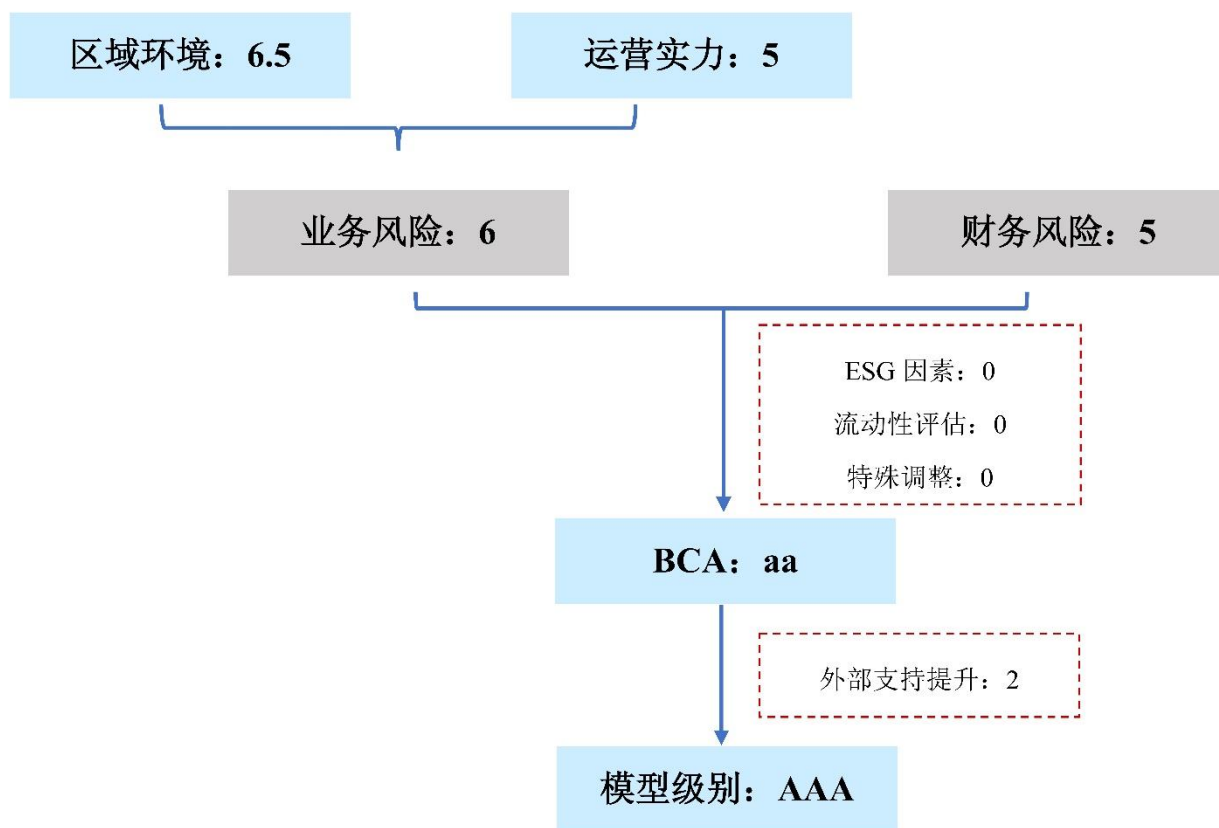 区域环境：6.5
运营实力：5
业务风险：6
财务风险：5
ESG 因素：0
流动性评估：0
特殊调整：0
BCA：aa
外部支持提升：2
模型级别：AAA